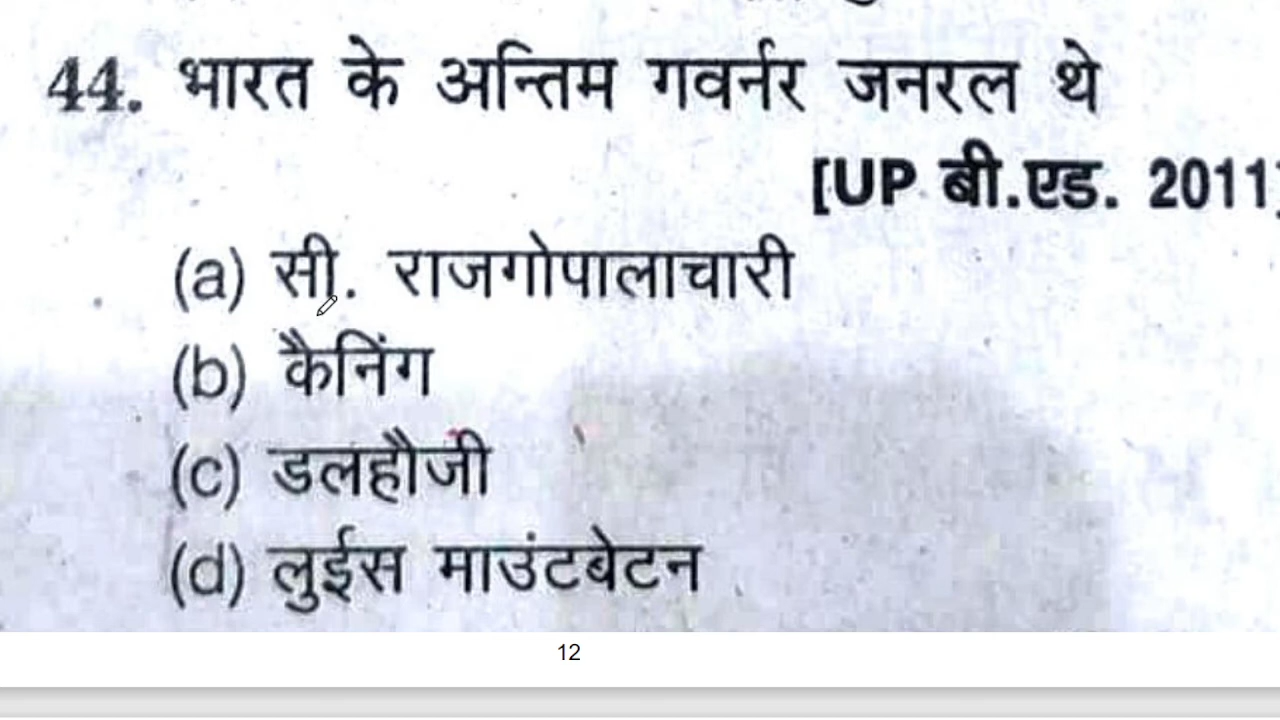 44. भारत के अन्तिम गवर्नर जनरल थे
[UP बी.एड. 2011]
(a) सी. राजगोपालाचारी
(b) कैनिंग
(c) डलहौजी
(d) लुईस माउंटबेटन
12